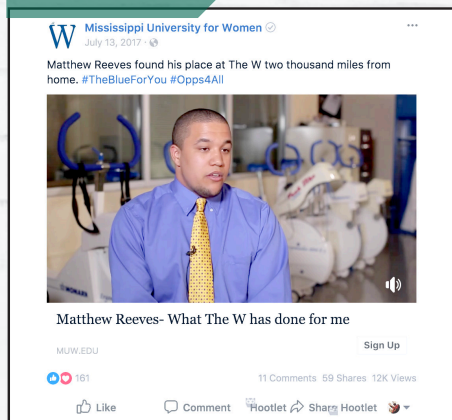 W Mississippi University for Women
July 13, 2017 ·
Matthew Reeves found his place at The W two thousand miles from
home. #TheBlueForYou #Opps4All
Matthew Reeves- What The W has done for me
MUW.EDU
Sign Up
161
11 Comments 59 Shares 12K Views
Like Comment Hootlet Share Hootlet